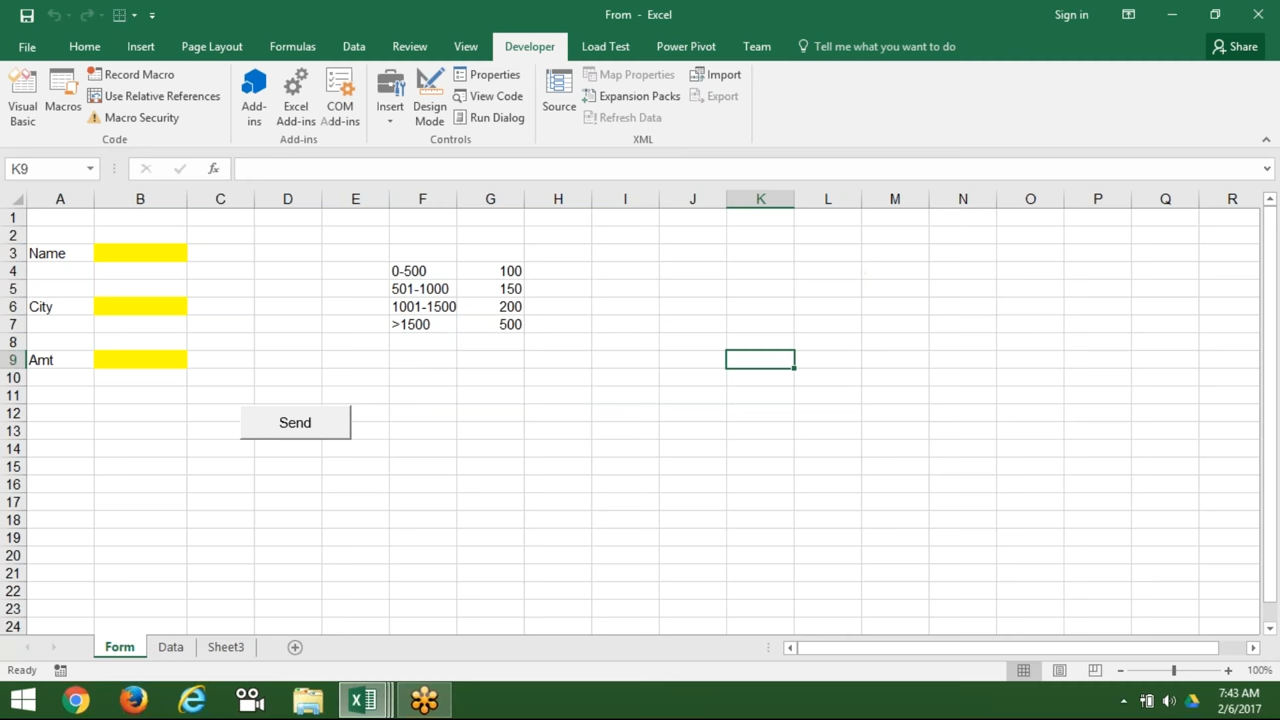 From - Excel
Sign in
File Home Insert Page Layout Formulas Data Review View Developer Load Test Power Pivot Team Tell me what you want to do Share
Visual Basic
Macros
Record Macro
Use Relative References
Macro Security
Code
Add-ins
Excel Add-ins
COM Add-ins
Add-ins
Insert
Design Mode
Properties
View Code
Run Dialog
Controls
Source
Map Properties
Expansion Packs
Refresh Data
Import
Export
XML
K9
fx
A B C D E F G H I J K L M N O P Q R
1
2
3 Name
4 0-500 100
5 501-1000 150
6 City 1001-1500 200
7 >1500 500
8
9 Amt
10
11
12
Send
13
14
15
16
17
18
19
20
21
22
23
24
Form Data Sheet3
Ready
100%
7:43 AM
2/6/2017